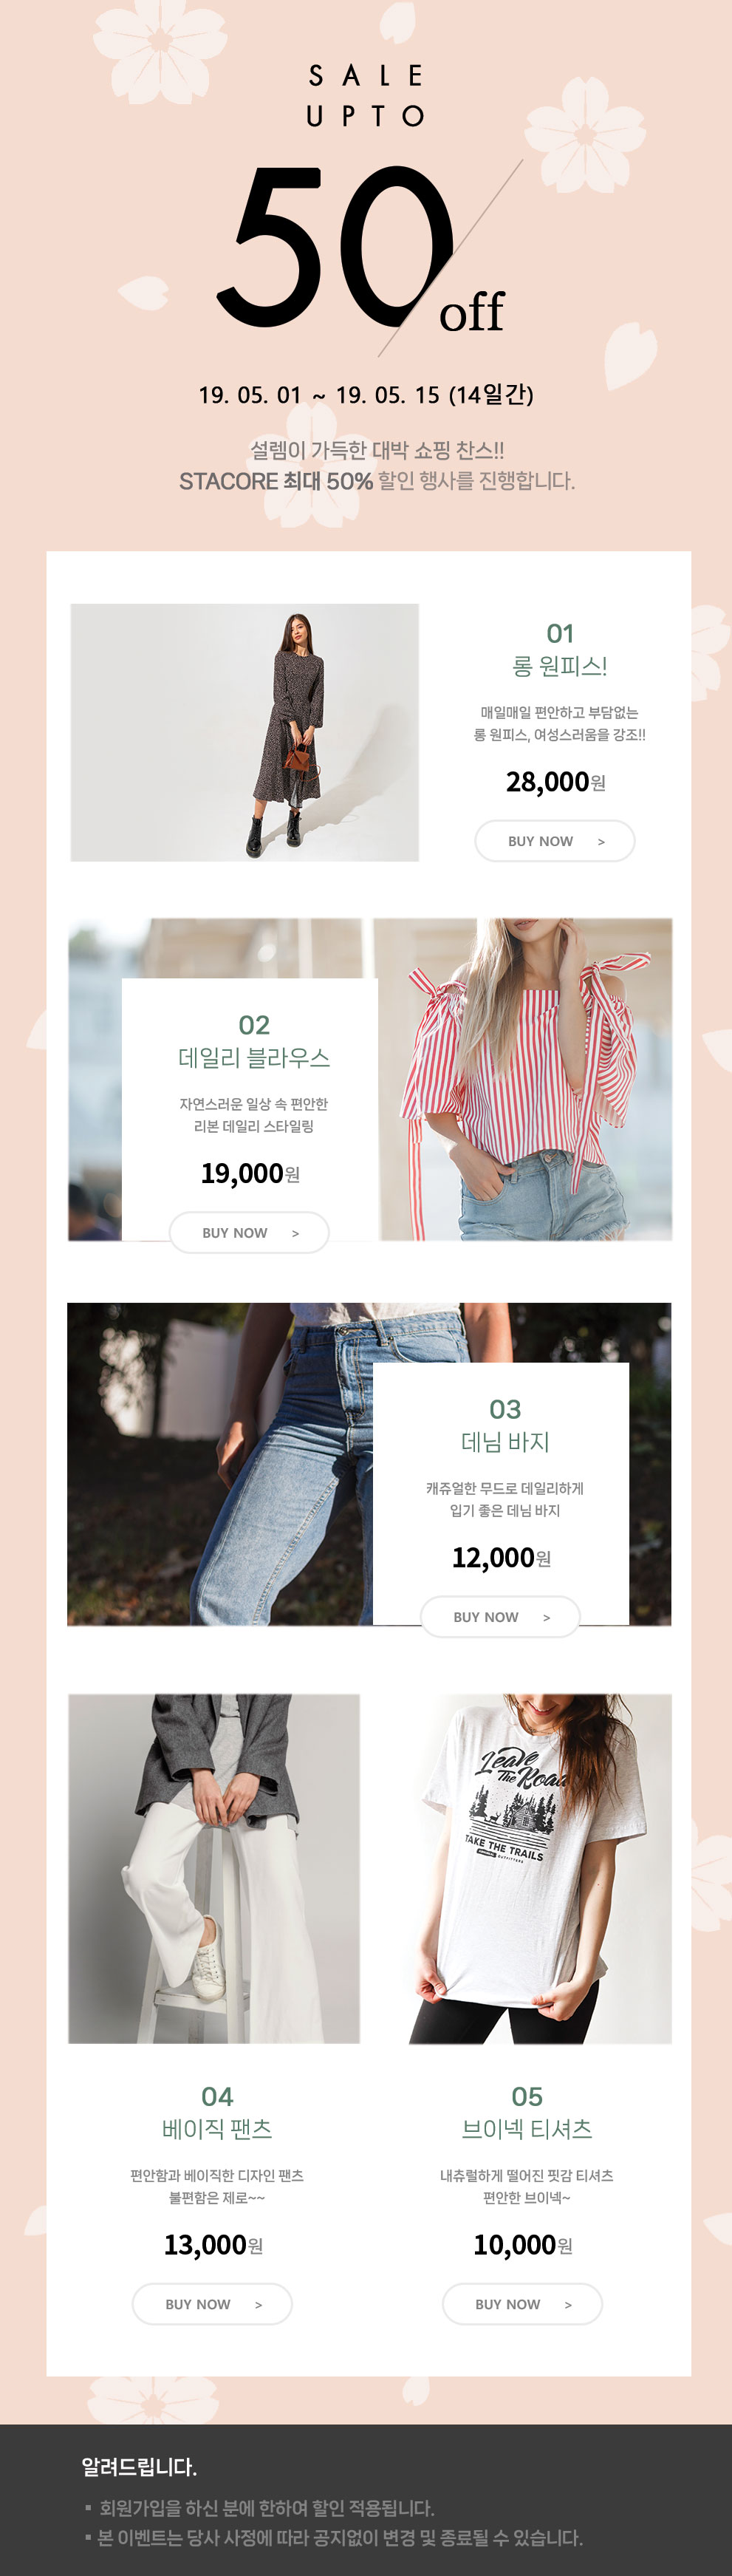 SALE
UPTO
50
off
19. 05. 01 ~ 19. 05. 15 (14일간)
설렘이 가득한 대박 쇼핑 찬스!!
STACORE 최대 50% 할인 행사를 진행합니다.
01
롱 원피스!
매일매일 편안하고 부담없는
롱 원피스, 여성스러움을 강조!!
28,000원
BUY NOW >
02
데일리 블라우스
자연스러운 일상 속 편안한
리본 데일리 스타일링
19,000원
BUY NOW >
03
데님 바지
캐쥬얼한 무드로 데일리하게
입기 좋은 데님 바지
12,000원
BUY NOW >
Leave
The Road
TAKE THE TRAILS
OUTFITTERS
04
베이직 팬츠
편안함과 베이직한 디자인 팬츠
불편함은 제로~~
13,000원
BUY NOW >
05
브이넥 티셔츠
내츄럴하게 떨어진 핏감 티셔츠
편안한 브이넥~
10,000원
BUY NOW >
알려드립니다.
▪ 회원가입을 하신 분에 한하여 할인 적용됩니다.
▪ 본 이벤트는 당사 사정에 따라 공지없이 변경 및 종료될 수 있습니다.